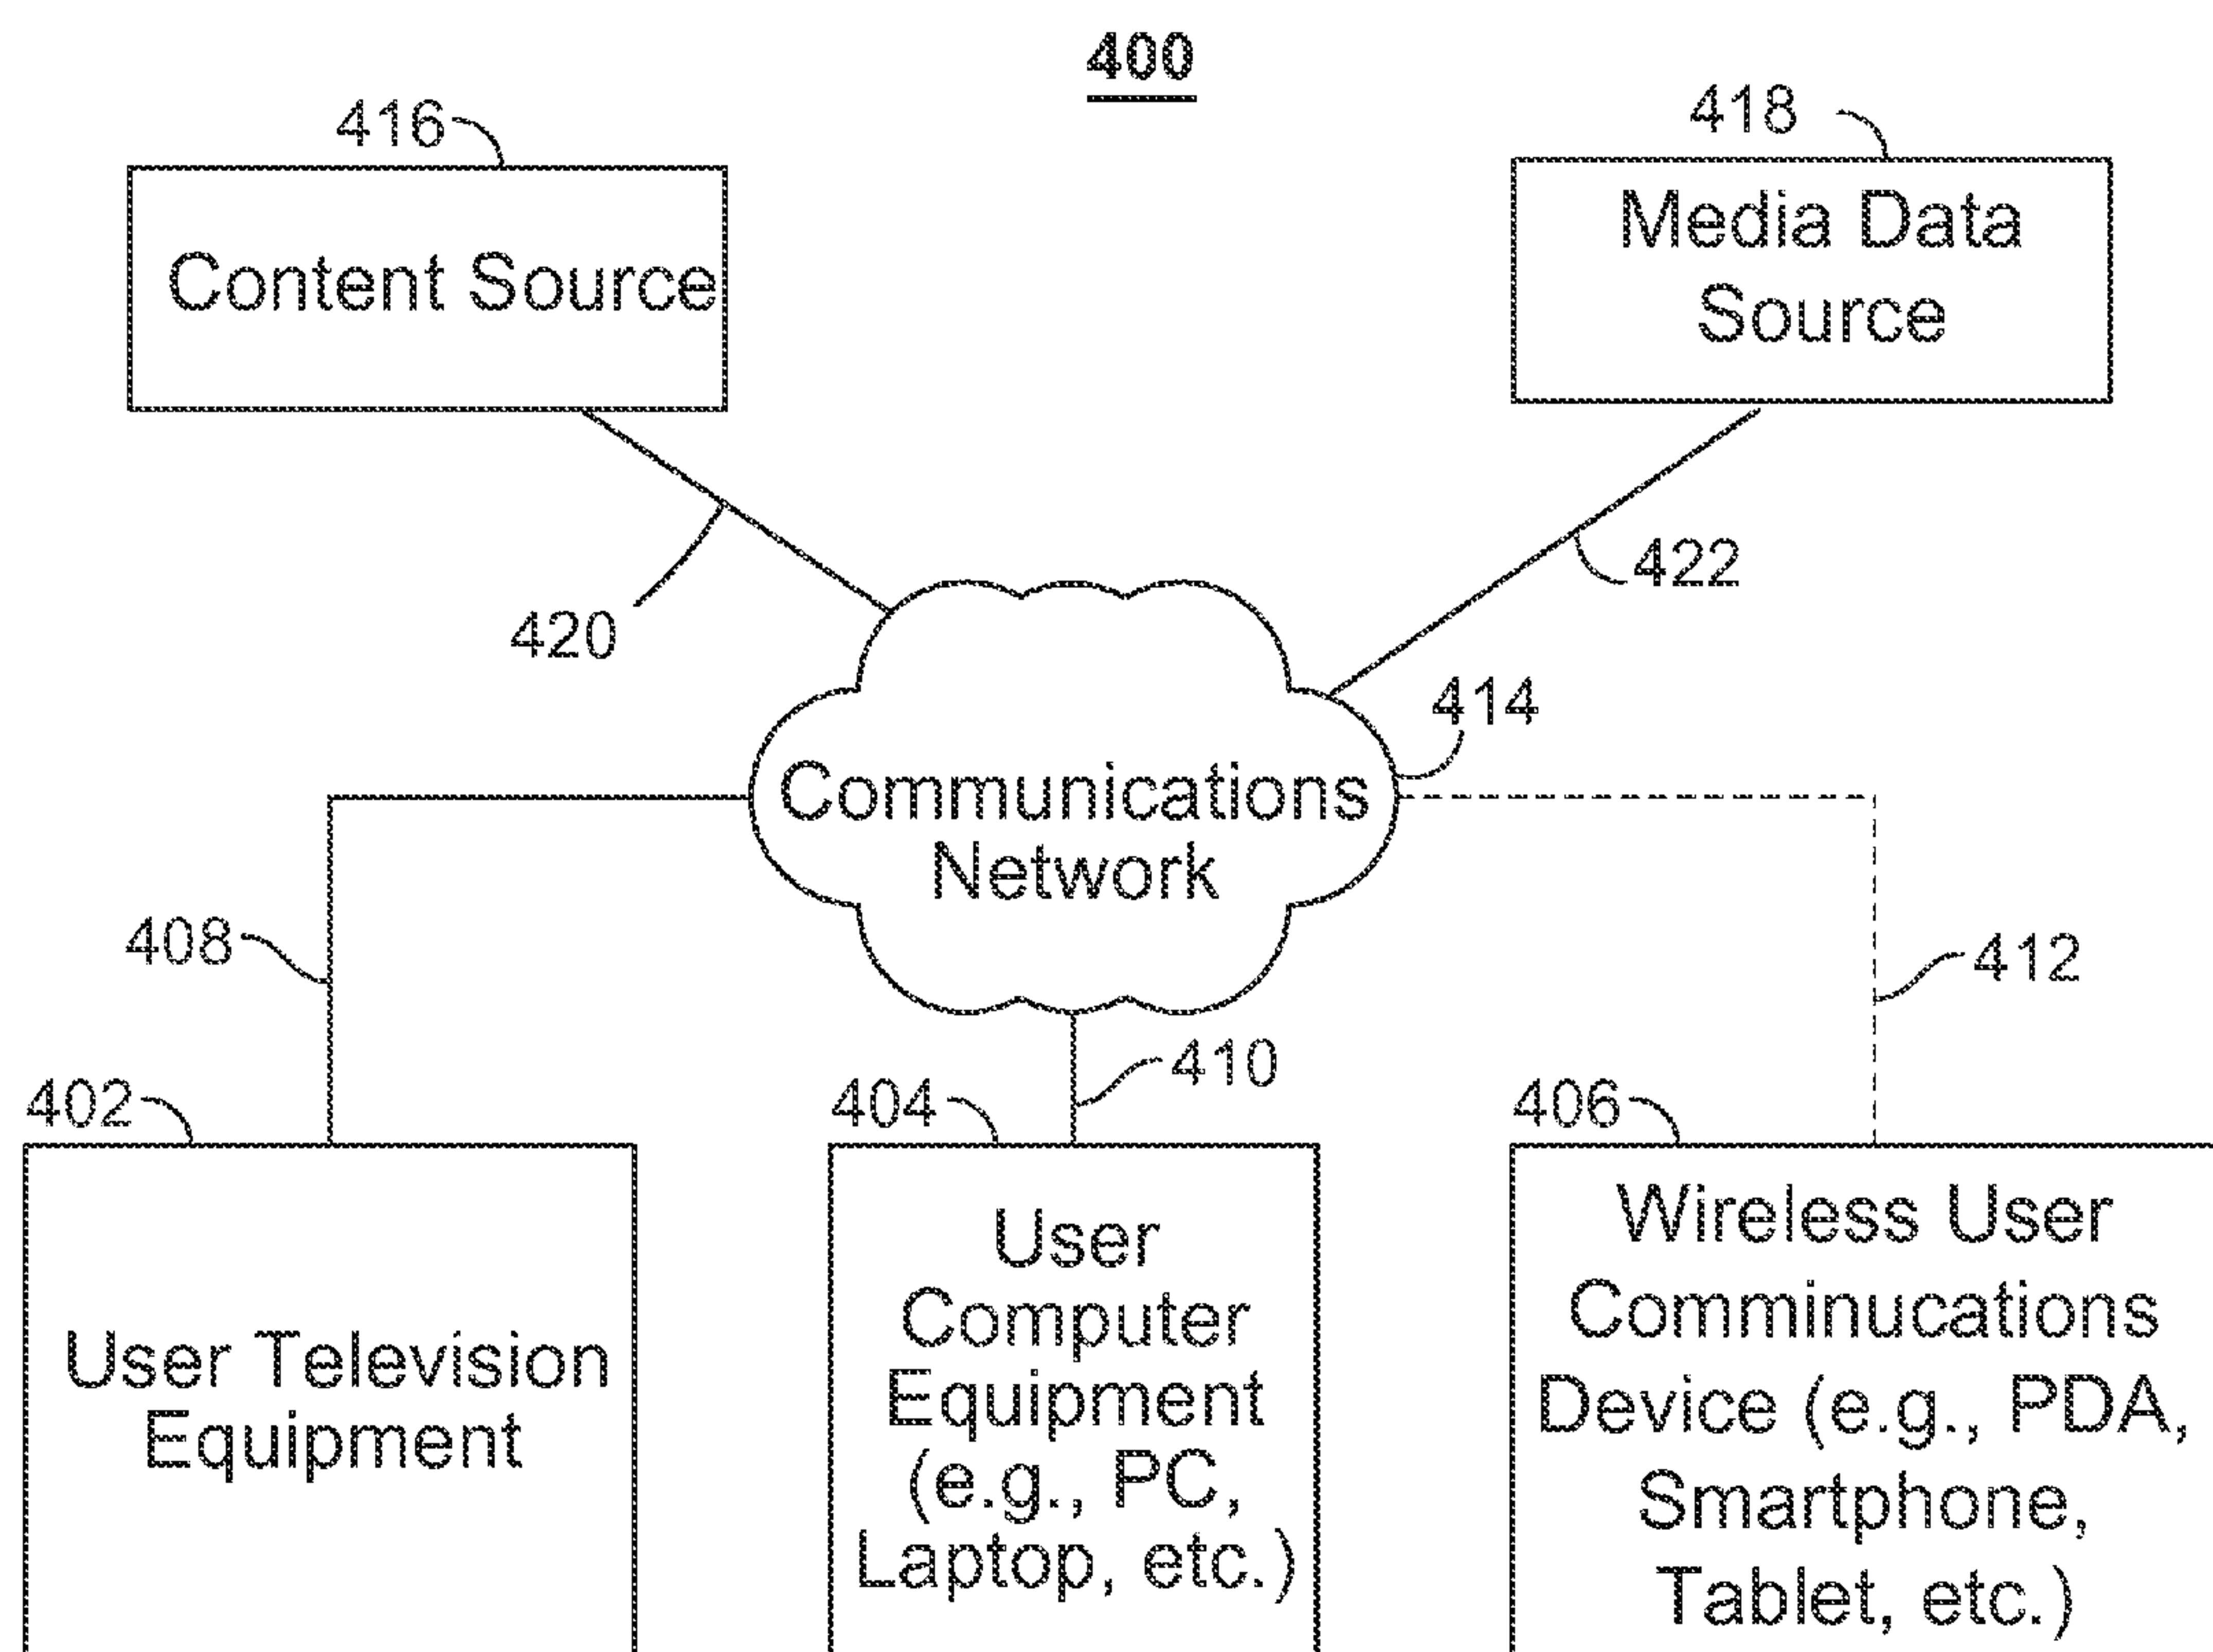 400
416
418
Content Source
Media Data
Source
420
422
414
Communications
Network
408
412
410
402
404
406
User Television
Equipment
User
Computer
Equipment
(e.g., PC,
Laptop, etc.)
Wireless User
Comminucations
Device (e.g., PDA,
Smartphone,
Tablet, etc.)